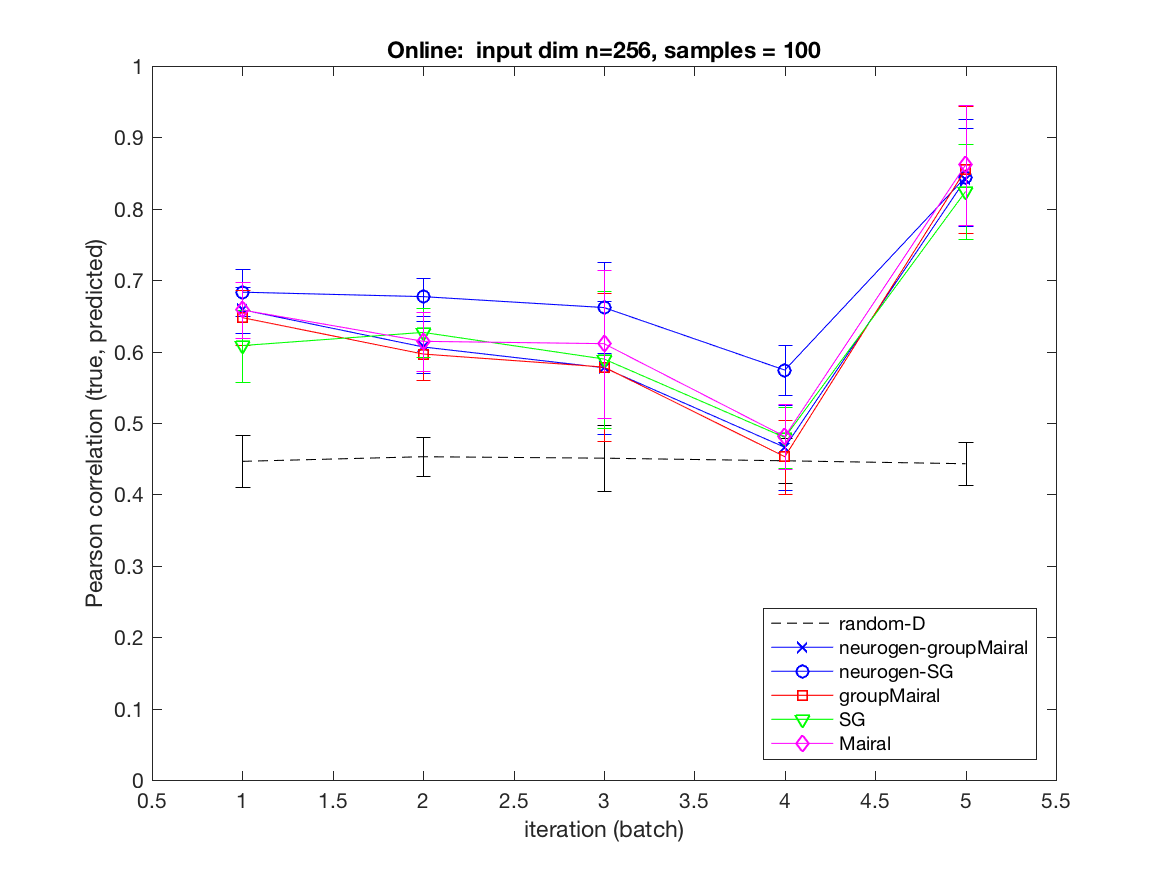 Online:  input dim n=256, samples = 100
Pearson correlation (true, predicted)
1
0.9
0.8
0.7
0.6
0.5
0.4
0.3
0.2
0.1
0
random-D
neurogen-groupMairal
neurogen-SG
groupMairal
SG
Mairal
0.5 1 1.5 2 2.5 3 3.5 4 4.5 5 5.5
iteration (batch)